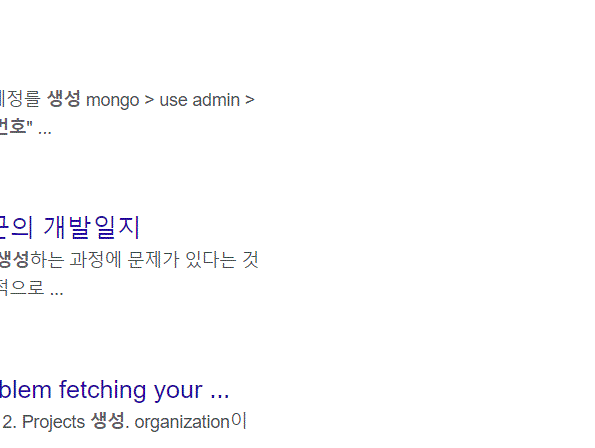 계정를 생성 mongo > use admin >
번호" ...
의 개발일지
생성하는 과정에 문제가 있다는 것
적으로 ...
blem fetching your ...
2. Projects 생성. organization이